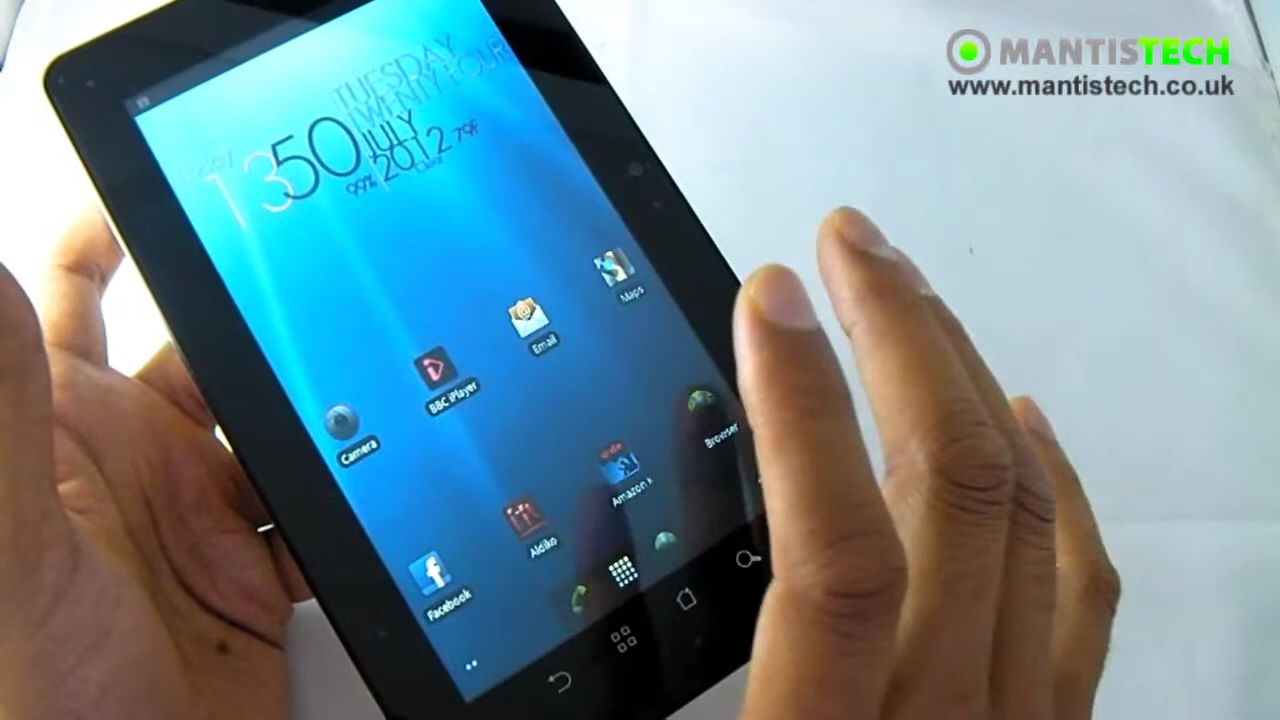 MANTISTECH
www.mantistech.co.uk
TUESDAY
TWENTY FOUR
1350
JULY
2012
79F
99%
Maps
Email
BBC iPlayer
Camera
Browser
Amazon K
Aldiko
Facebook